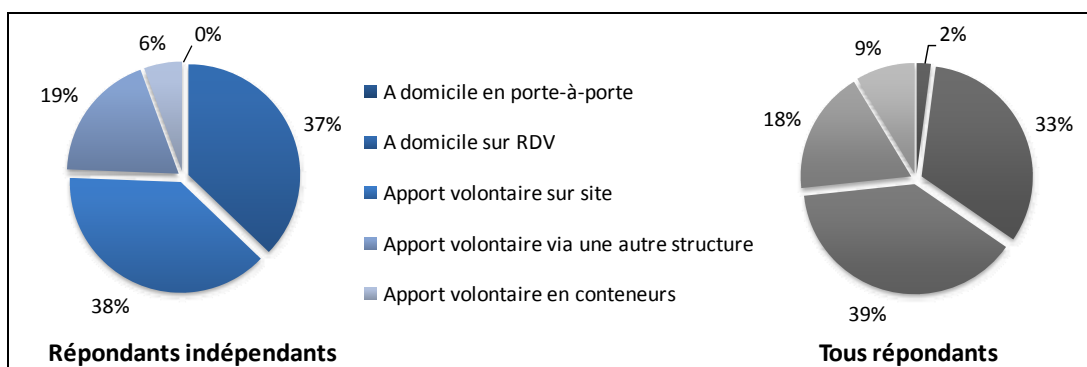 0%
6%
19%
37%
38%
Répondants indépendants
A domicile en porte-à-porte
A domicile sur RDV
Apport volontaire sur site
Apport volontaire via une autre structure
Apport volontaire en conteneurs
2%
9%
18%
33%
39%
Tous répondants